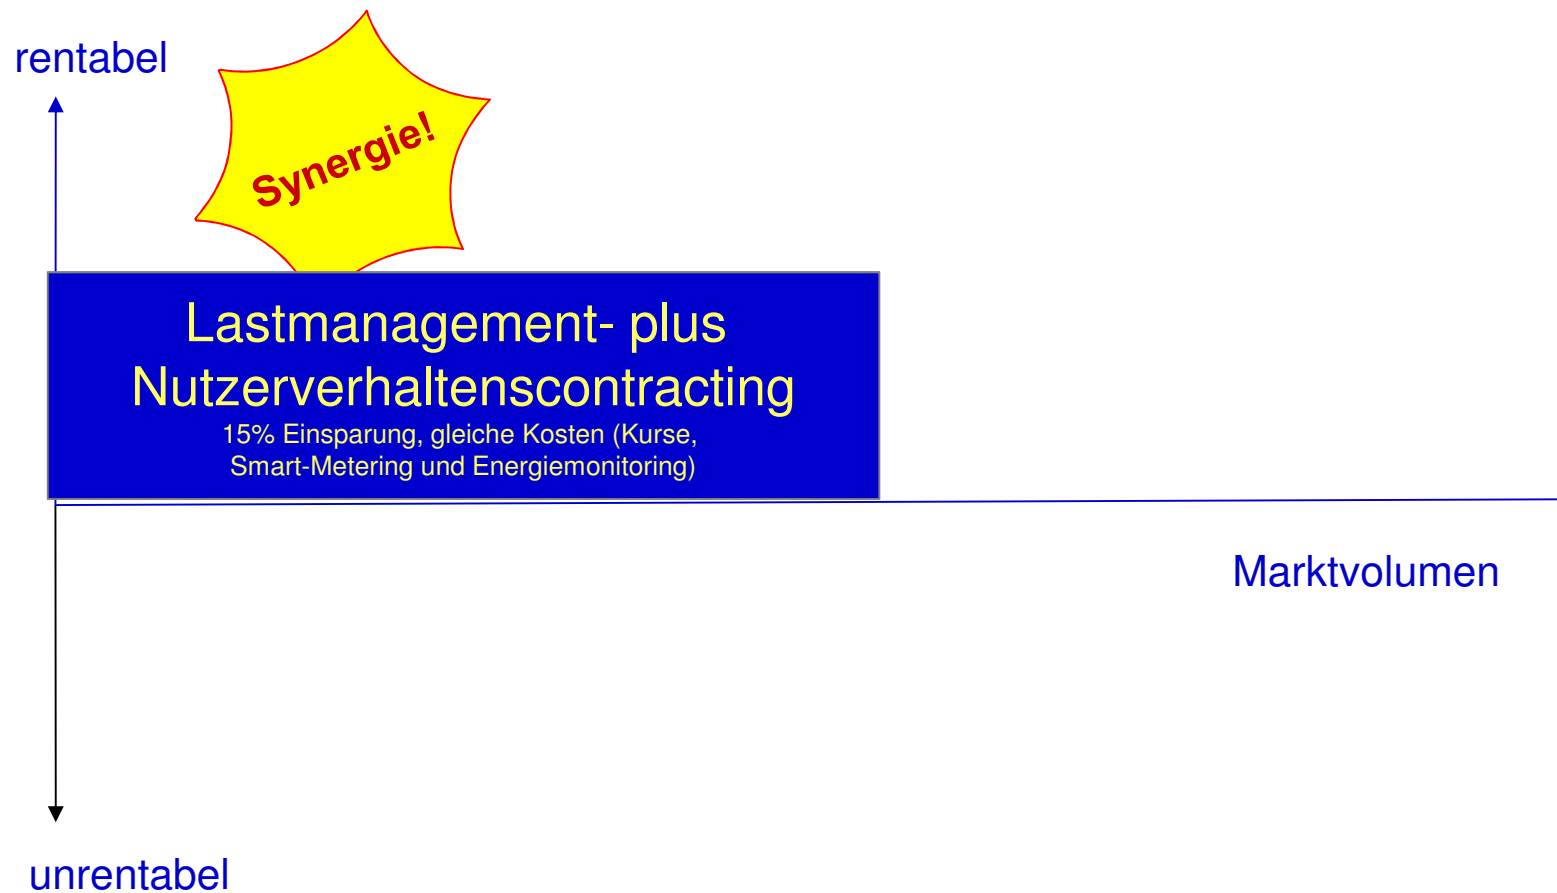 rentabel
Synergie!
Lastmanagement- plus
Nutzerverhaltenscontracting
15% Einsparung, gleiche Kosten (Kurse,
Smart-Metering und Energiemonitoring)
Marktvolumen
unrentabel